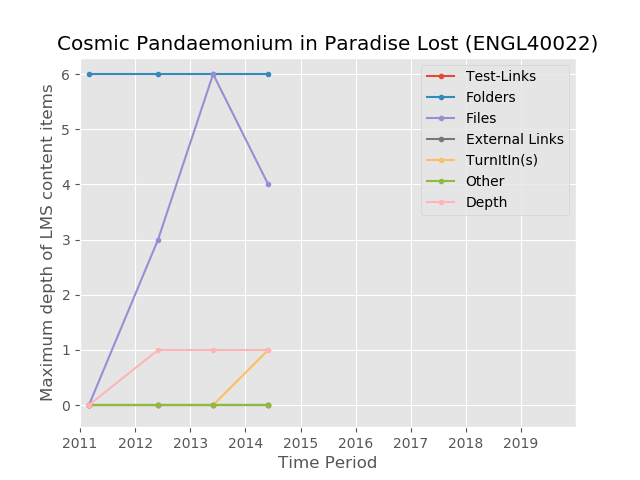 Cosmic Pandaemonium in Paradise Lost (ENGL40022)
Maximum depth of LMS content items
6
5
4
3
2
1
0
Test-Links
Folders
Files
External Links
TurnItIn(s)
Other
Depth
2011 2012 2013 2014 2015 2016 2017 2018 2019
Time Period